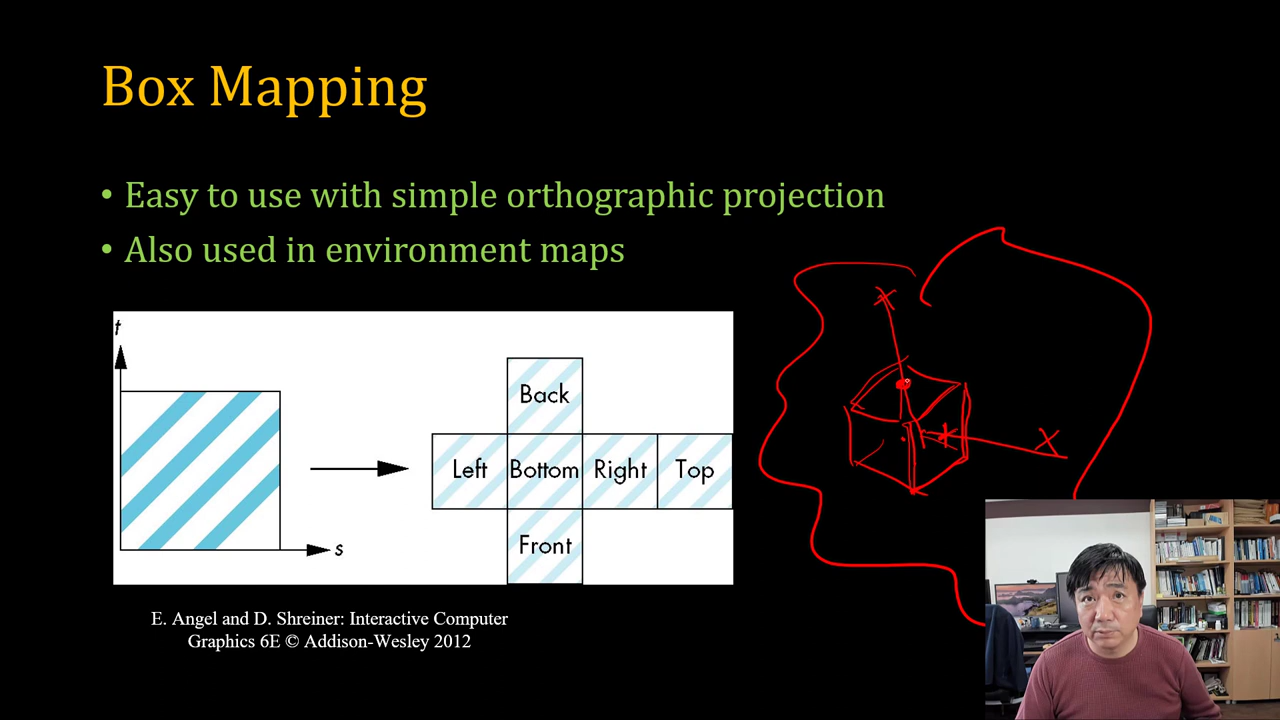 Box Mapping
• Easy to use with simple orthographic projection
• Also used in environment maps
t
Back
Left Bottom Right Top
Front
s
E. Angel and D. Shreiner: Interactive Computer
Graphics 6E © Addison-Wesley 2012